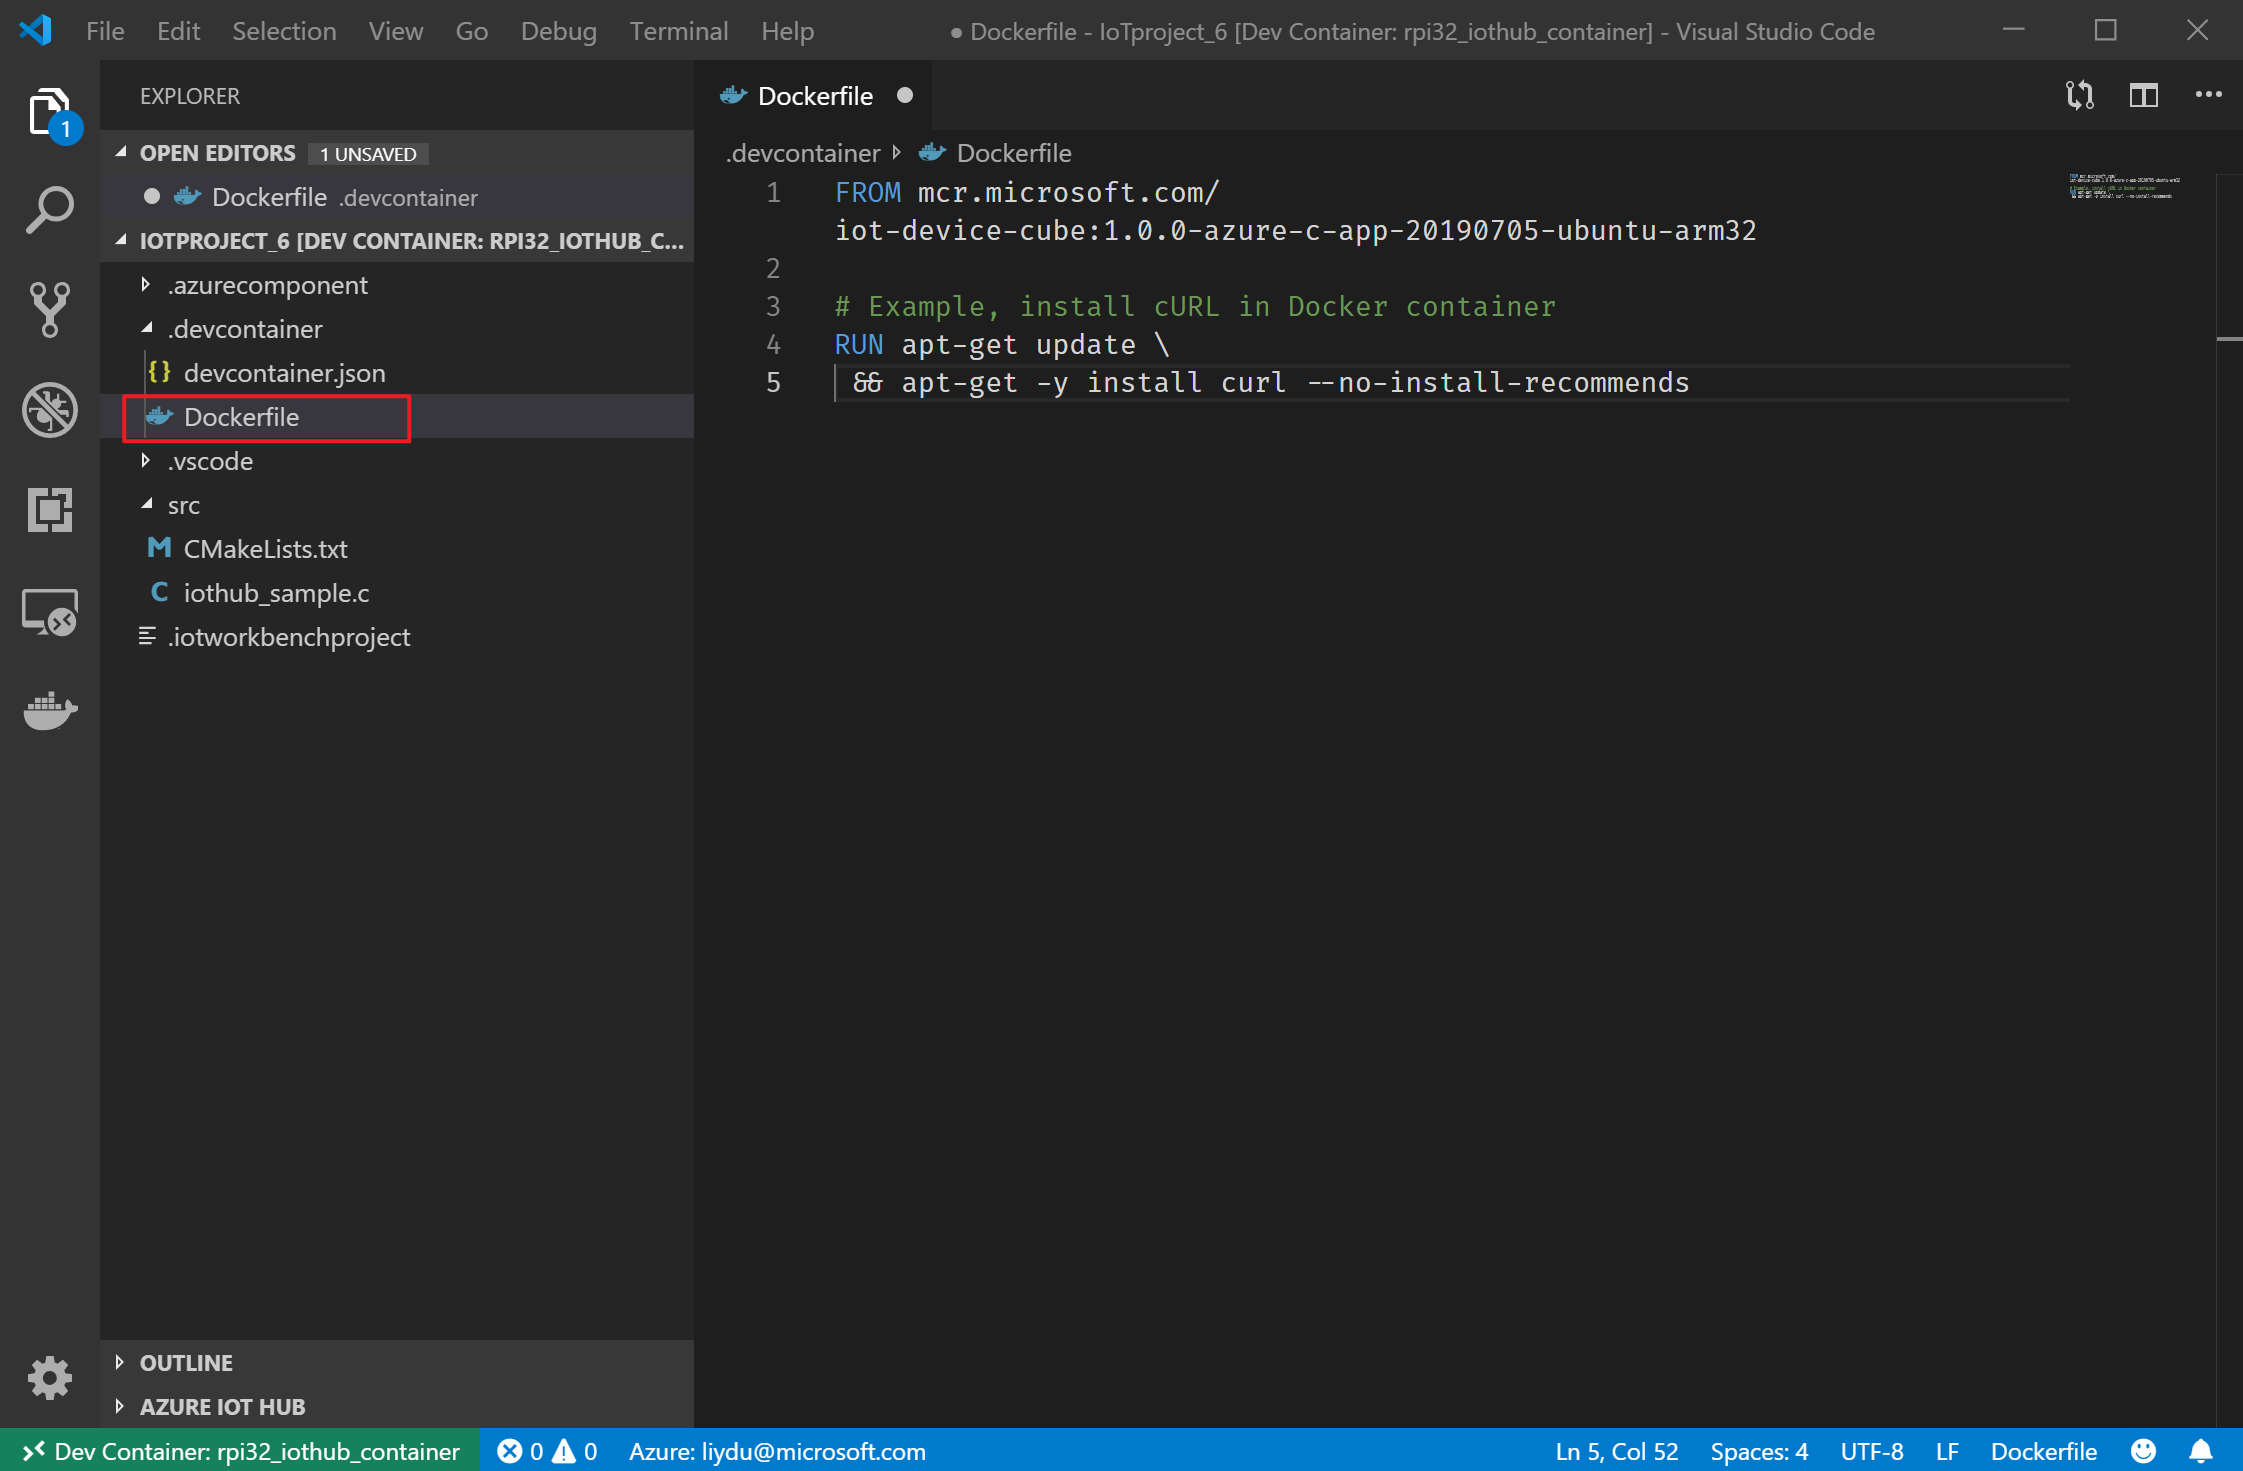 File Edit Selection View Go Debug Terminal Help
● Dockerfile - IoTproject_6 [Dev Container: rpi32_iothub_container] - Visual Studio Code
1
EXPLORER
OPEN EDITORS 1 UNSAVED
Dockerfile .devcontainer
IOTPROJECT_6 [DEV CONTAINER: RPI32_IOTHUB_C...
.azurecomponent
.devcontainer
{} devcontainer.json
Dockerfile
.vscode
src
M CMakeLists.txt
C iothub_sample.c
.iotworkbenchproject
OUTLINE
AZURE IOT HUB
Dockerfile
.devcontainer Dockerfile
1 FROM mcr.microsoft.com/
iot-device-cube:1.0.0-azure-c-app-20190705-ubuntu-arm32
2
3 # Example, install cURL in Docker container
4 RUN apt-get update \
5 && apt-get -y install curl --no-install-recommends
Dev Container: rpi32_iothub_container 0 0 Azure: liydu@microsoft.com Ln 5, Col 52 Spaces: 4 UTF-8 LF Dockerfile